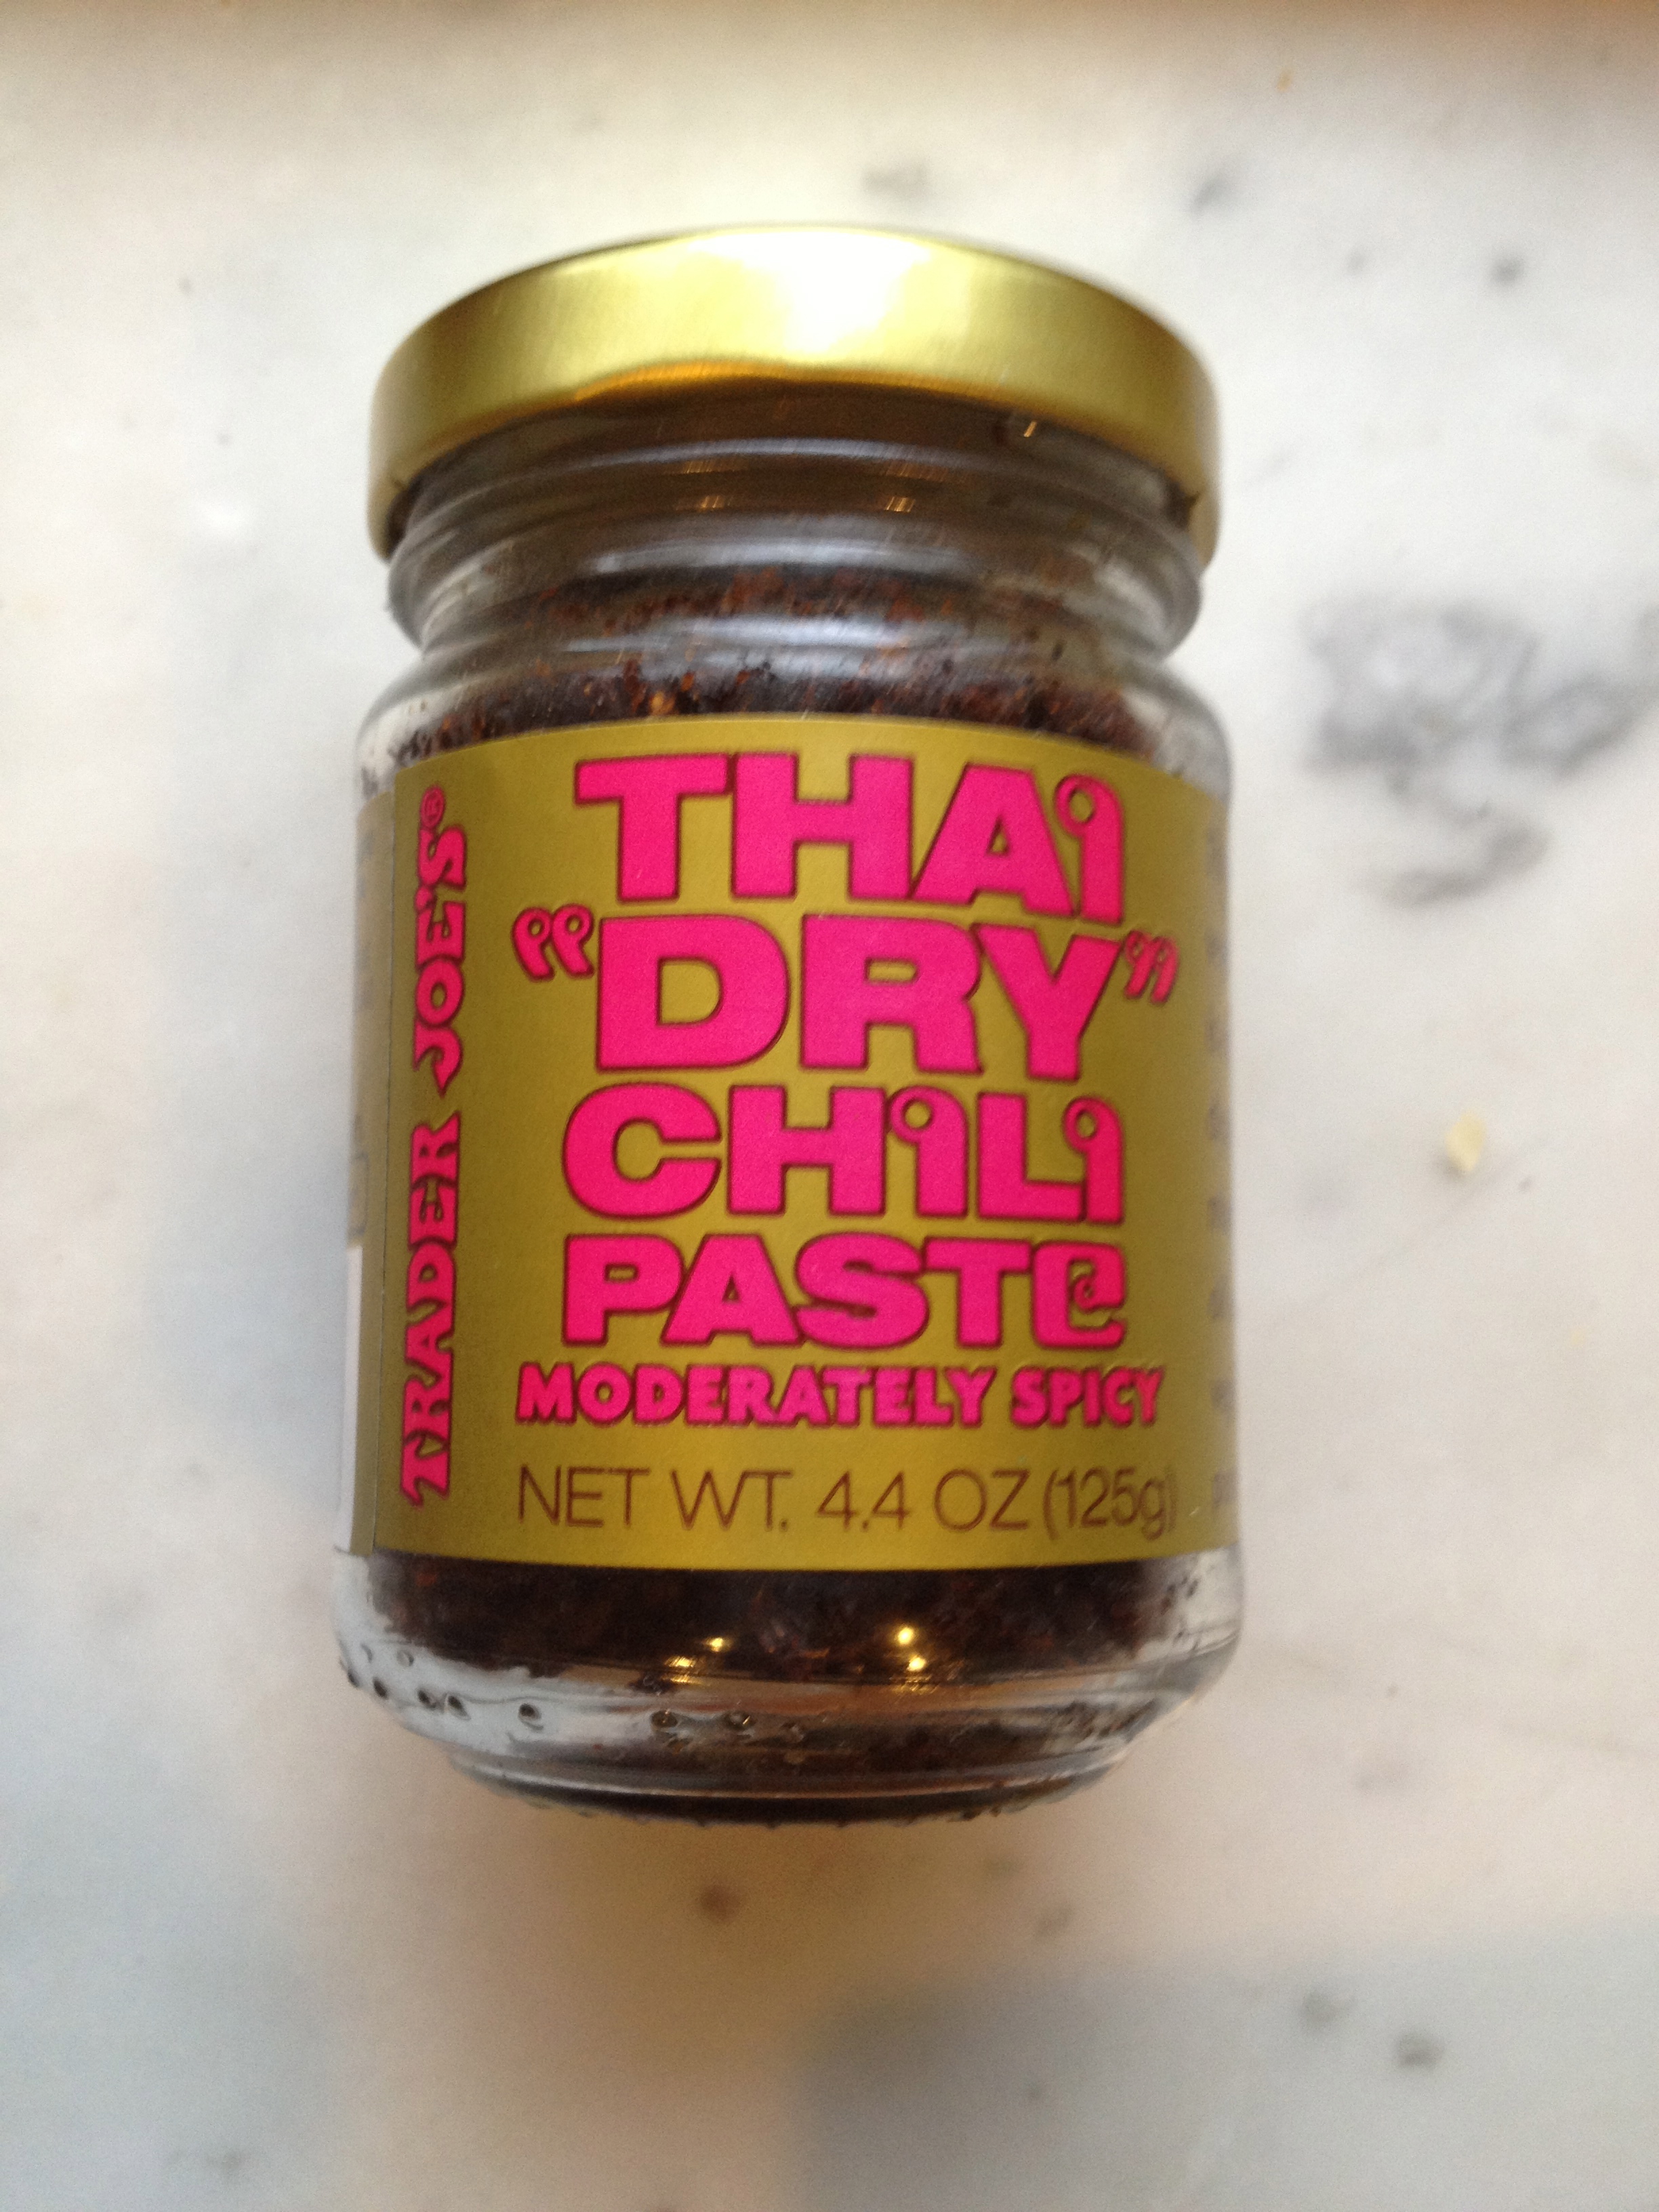 TRADER JOE'S®
THAI
"DRY"
CHILI
PASTE
MODERATELY SPICY
NET WT. 4.4 OZ (125g)